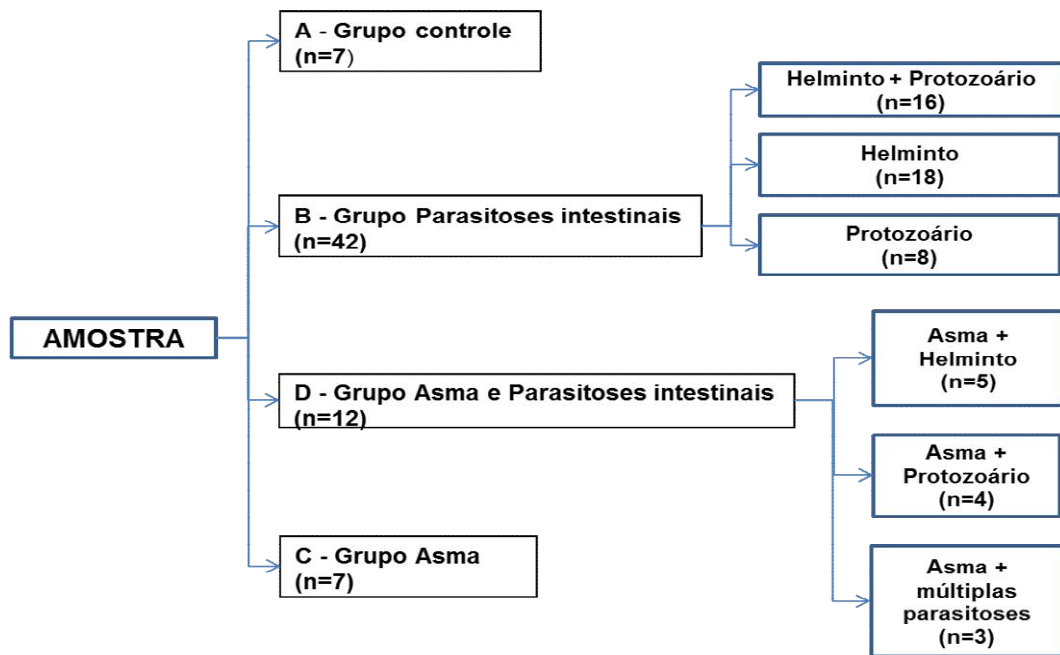 AMOSTRA
A - Grupo controle
(n=7)
B - Grupo Parasitoses intestinais
(n=42)
Helminto + Protozoário
(n=16)
Helminto
(n=18)
Protozoário
(n=8)
D - Grupo Asma e Parasitoses intestinais
(n=12)
Asma +
Helminto
(n=5)
Asma +
Protozoário
(n=4)
Asma +
múltiplas
parasitoses
(n=3)
C - Grupo Asma
(n=7)